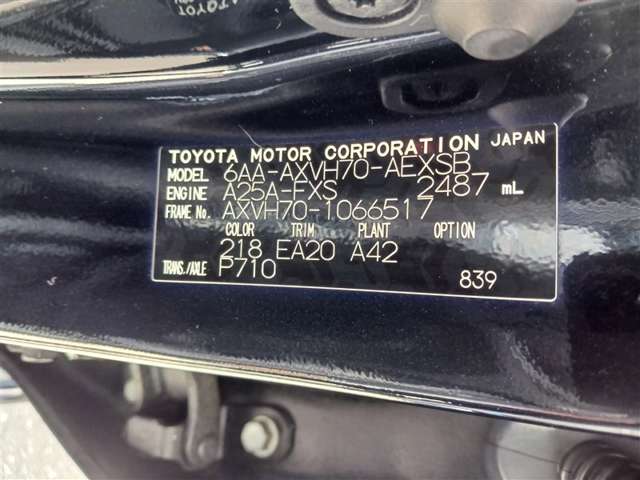 TOYOTA
TOYOTA MOTOR CORPORATION JAPAN
MODEL 6AA-AXVH70-AEXSB
ENGINE A25A-FXS 2487 mL
FRAME No. AXVH70-1066517
COLOR TRIM PLANT OPTION
218 EA20 A42
TRANS./AXLE P710
839